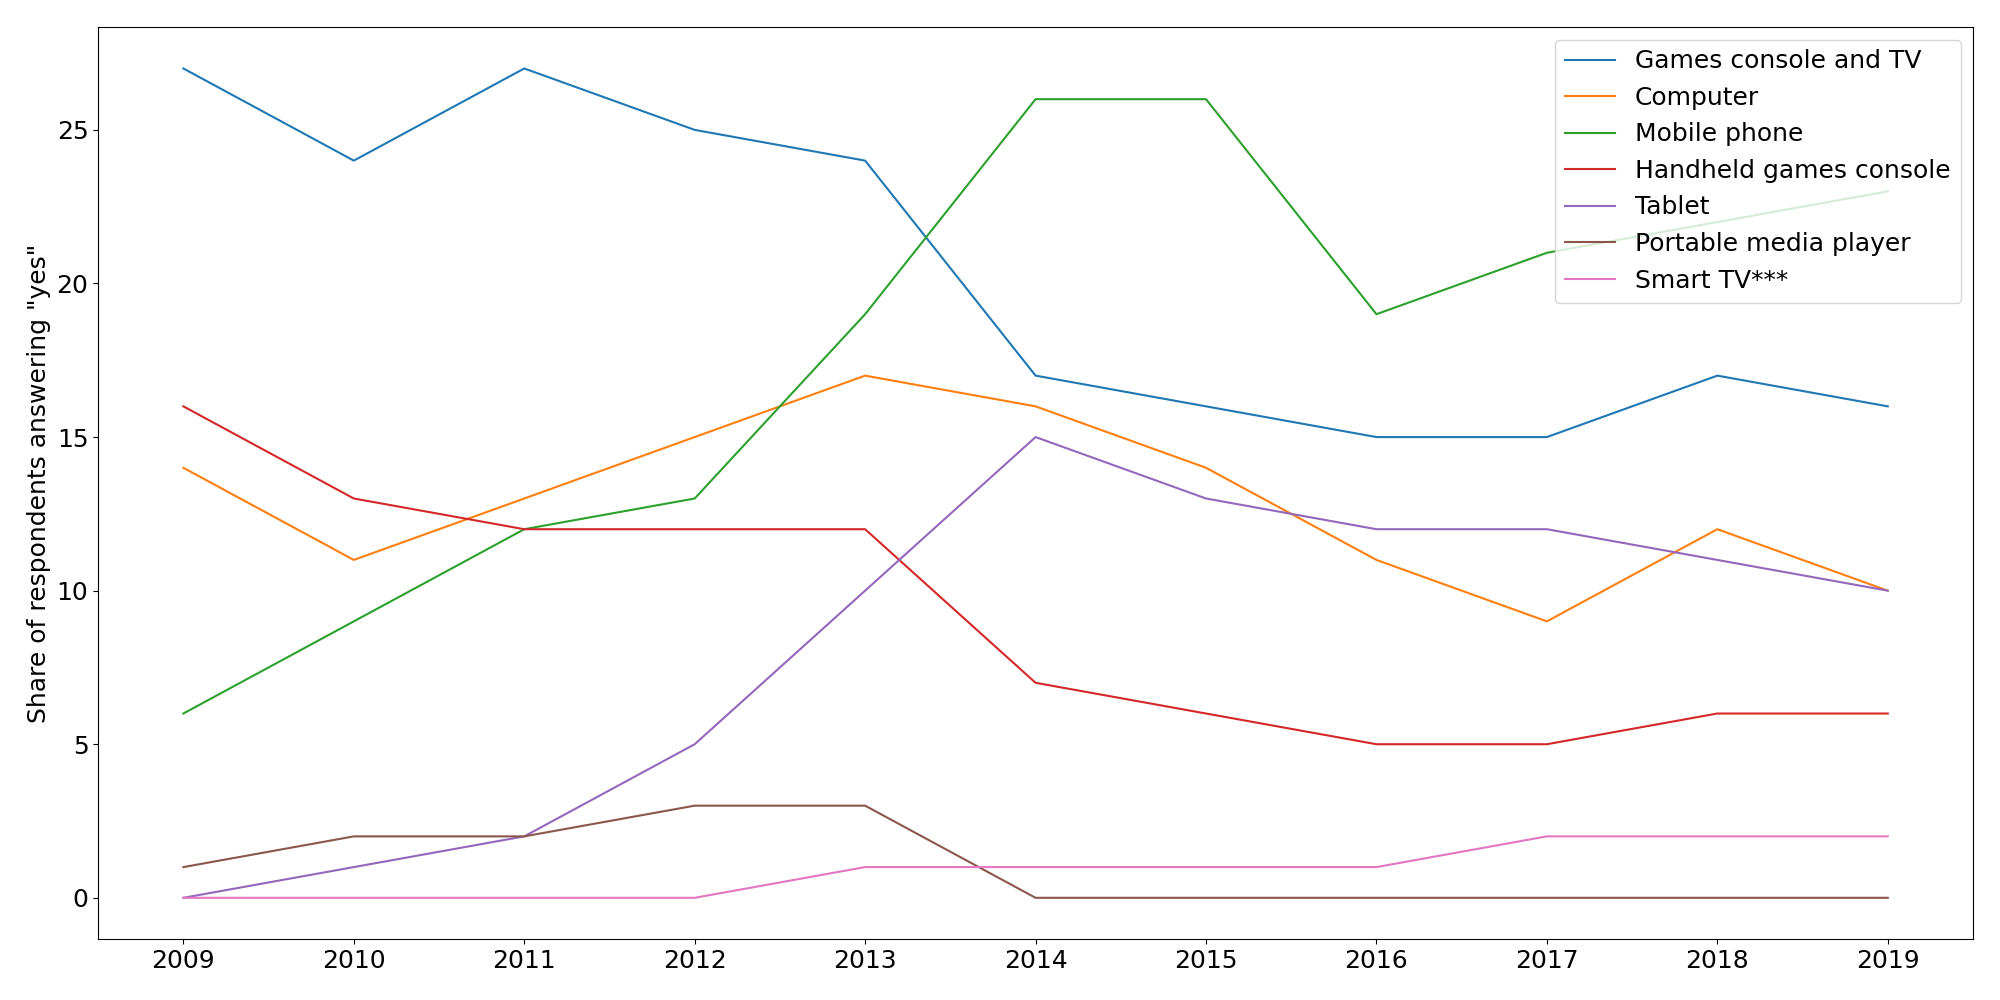 Games console and TV
Computer
Mobile phone
Handheld games console
Tablet
Portable media player
Smart TV***
Share of respondents answering "yes"
25
20
15
10
5
0
2009 2010 2011 2012 2013 2014 2015 2016 2017 2018 2019